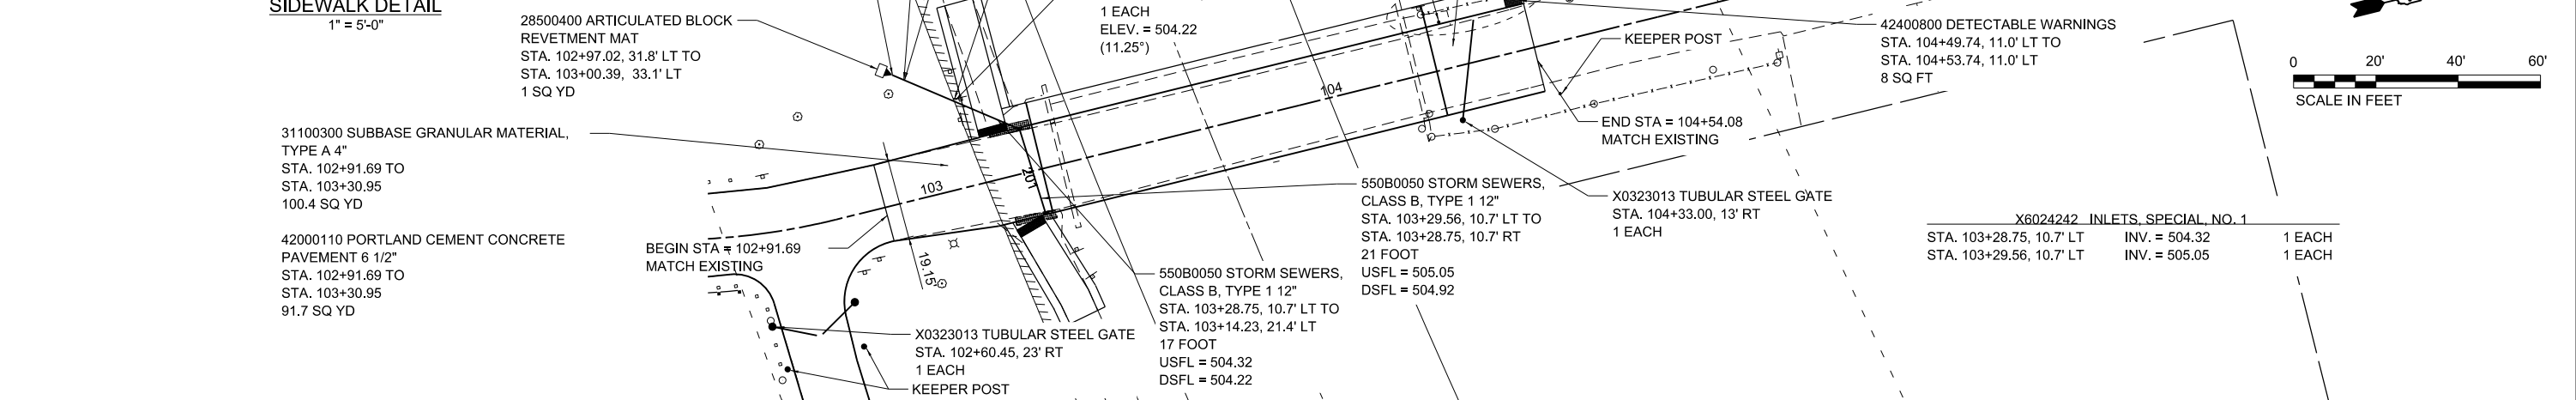 SIDEWALK DETAIL
1" = 5'-0"
28500400 ARTICULATED BLOCK
REVETMENT MAT
STA. 102+97.02, 31.8' LT TO
STA. 103+00.39, 33.1' LT
1 SQ YD
31100300 SUBBASE GRANULAR MATERIAL,
TYPE A 4"
STA. 102+91.69 TO
STA. 103+30.95
100.4 SQ YD
42000110 PORTLAND CEMENT CONCRETE
PAVEMENT 6 1/2"
STA. 102+91.69 TO
STA. 103+30.95
91.7 SQ YD
BEGIN STA = 102+91.69
MATCH EXISTING
19.15'
103
201
104
X0323013 TUBULAR STEEL GATE
STA. 102+60.45, 23' RT
1 EACH
KEEPER POST
1 EACH
ELEV. = 504.22
(11.25°)
550B0050 STORM SEWERS,
CLASS B, TYPE 1 12"
STA. 103+28.75, 10.7' LT TO
STA. 103+14.23, 21.4' LT
17 FOOT
USFL = 504.32
DSFL = 504.22
550B0050 STORM SEWERS,
CLASS B, TYPE 1 12"
STA. 103+29.56, 10.7' LT TO
STA. 103+28.75, 10.7' RT
21 FOOT
USFL = 505.05
DSFL = 504.92
KEEPER POST
END STA = 104+54.08
MATCH EXISTING
X0323013 TUBULAR STEEL GATE
STA. 104+33.00, 13' RT
1 EACH
42400800 DETECTABLE WARNINGS
STA. 104+49.74, 11.0' LT TO
STA. 104+53.74, 11.0' LT
8 SQ FT
0 20' 40' 60'
SCALE IN FEET
X6024242 INLETS, SPECIAL, NO. 1
STA. 103+28.75, 10.7' LT INV. = 504.32 1 EACH
STA. 103+29.56, 10.7' LT INV. = 505.05 1 EACH